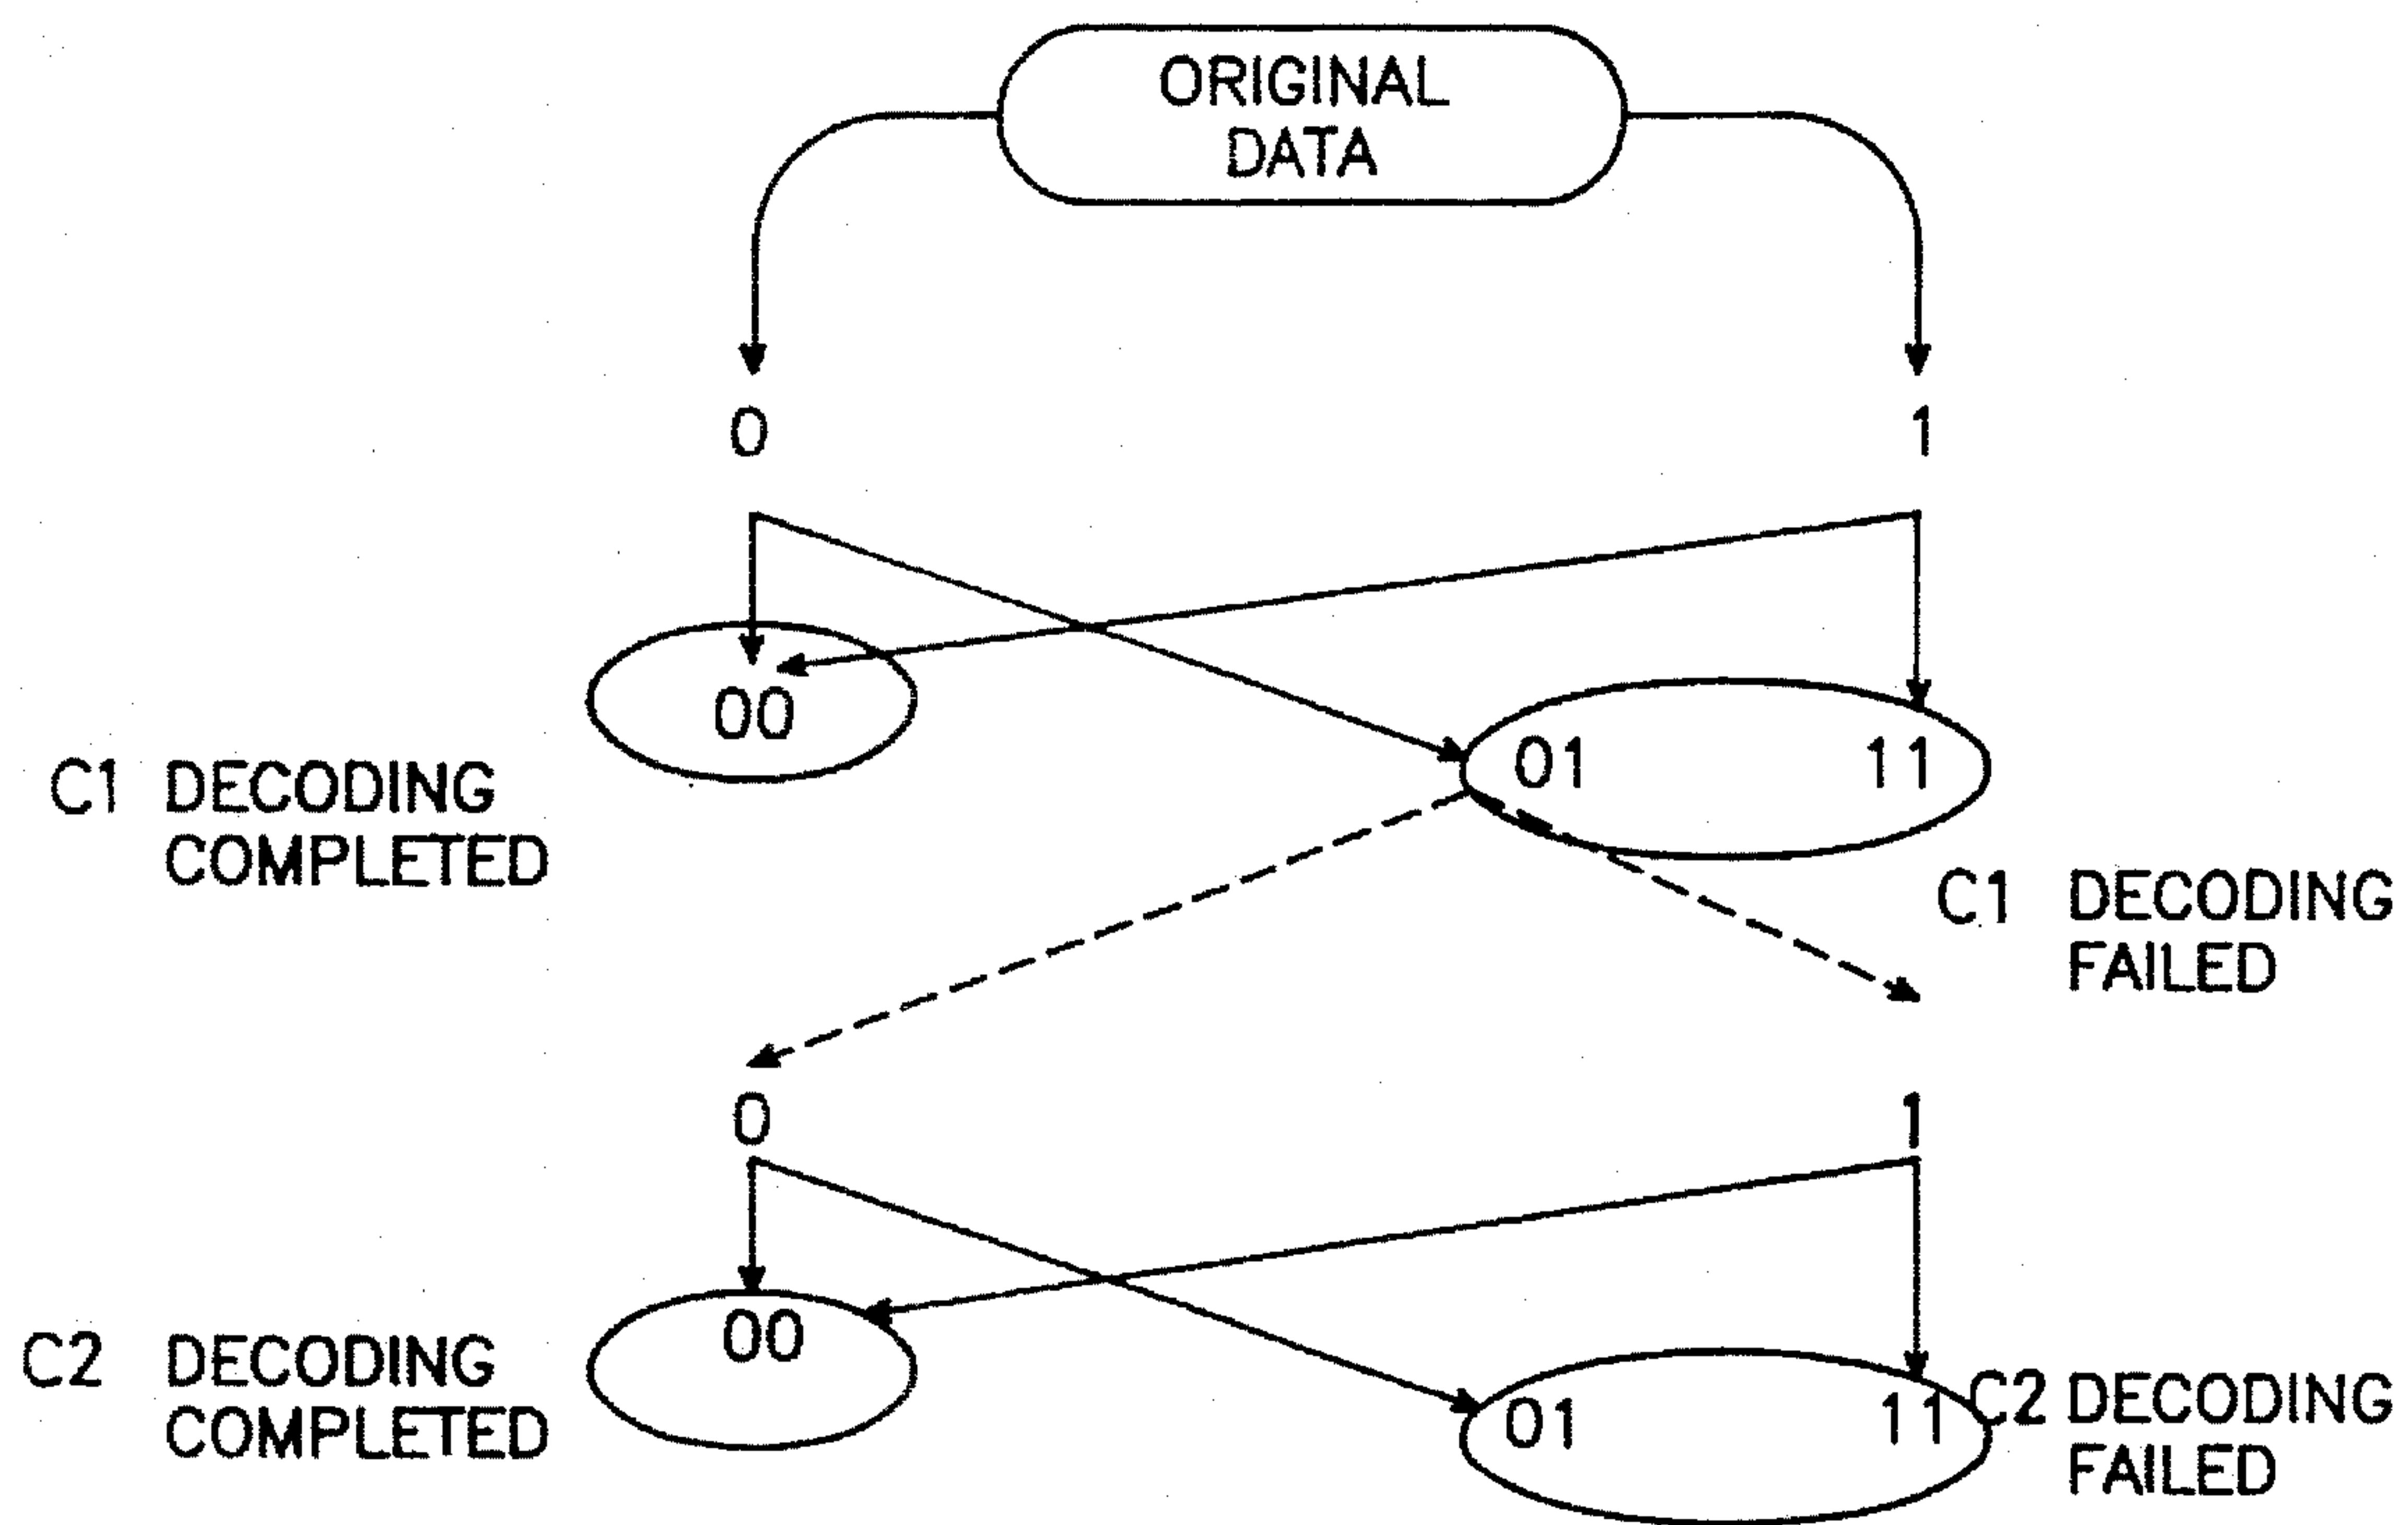 ORIGINAL
DATA
0 1
00
01 11
C1 DECODING
COMPLETED
C1 DECODING
FAILED
0 1
00
01 11
C2 DECODING
COMPLETED
C2 DECODING
FAILED